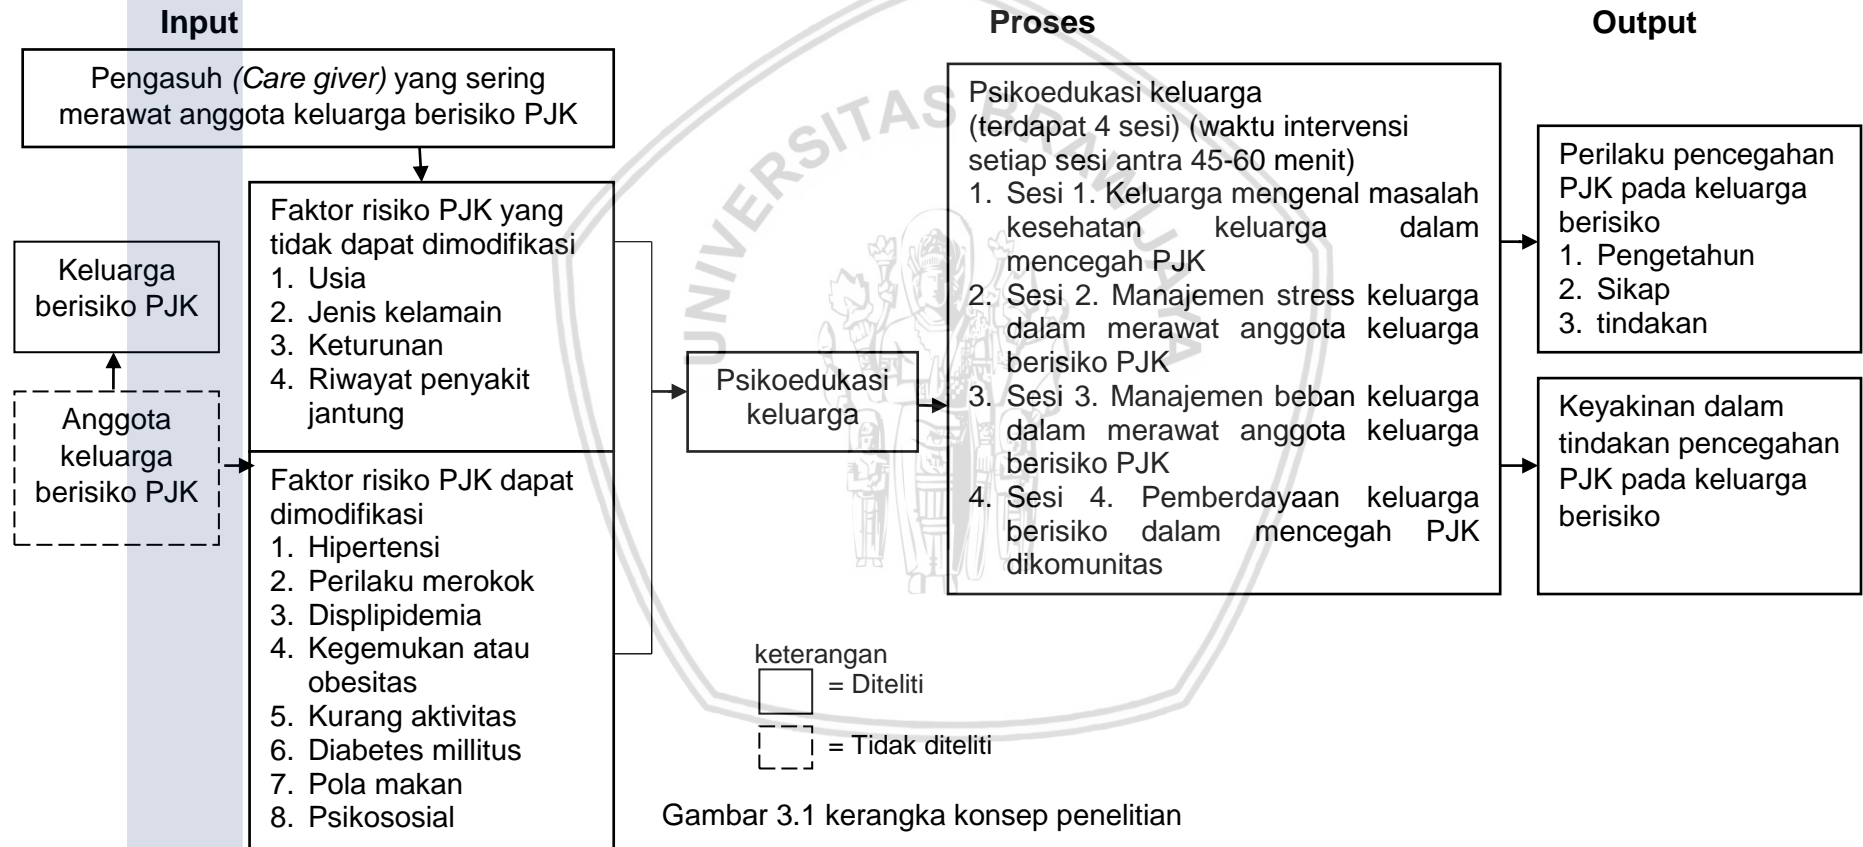 Input
Proses
Output
Pengasuh (Care giver) yang sering
merawat anggota keluarga berisiko PJK
Keluarga
berisiko PJK
Anggota
keluarga
berisiko PJK
Faktor risiko PJK yang
tidak dapat dimodifikasi
1. Usia
2. Jenis kelamain
3. Keturunan
4. Riwayat penyakit
jantung
Faktor risiko PJK dapat
dimodifikasi
1. Hipertensi
2. Perilaku merokok
3. Displipidemia
4. Kegemukan atau
obesitas
5. Kurang aktivitas
6. Diabetes millitus
7. Pola makan
8. Psikososial
Psikoedukasi
keluarga
Psikoedukasi keluarga
(terdapat 4 sesi) (waktu intervensi
setiap sesi antra 45-60 menit)
1. Sesi 1. Keluarga mengenal masalah
kesehatan keluarga dalam
mencegah PJK
2. Sesi 2. Manajemen stress keluarga
dalam merawat anggota keluarga
berisiko PJK
3. Sesi 3. Manajemen beban keluarga
dalam merawat anggota keluarga
berisiko PJK
4. Sesi 4. Pemberdayaan keluarga
berisiko dalam mencegah PJK
dikomunitas
Perilaku pencegahan
PJK pada keluarga
berisiko
1. Pengetahun
2. Sikap
3. tindakan
Keyakinan dalam
tindakan pencegahan
PJK pada keluarga
berisiko
keterangan
= Diteliti
= Tidak diteliti
Gambar 3.1 kerangka konsep penelitian
UNIVERSITAS BRAWIJAYA